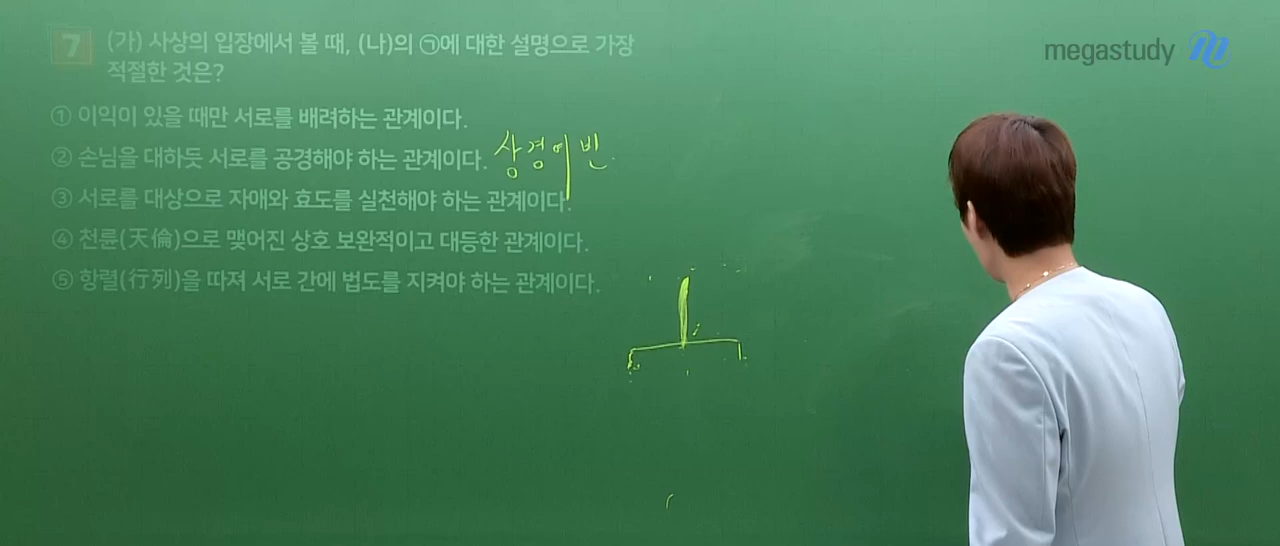 7 (가) 사상의 입장에서 볼 때, (나)의 ㉠에 대한 설명으로 가장
적절한 것은?
① 이익이 있을 때만 서로를 배려하는 관계이다.
② 손님을 대하듯 서로를 공경해야 하는 관계이다. 상경여빈
③ 서로를 대상으로 자애와 효도를 실천해야 하는 관계이다.
④ 천륜(天倫)으로 맺어진 상호 보완적이고 대등한 관계이다.
⑤ 항렬(行列)을 따져 서로 간에 법도를 지켜야 하는 관계이다.
megastudy